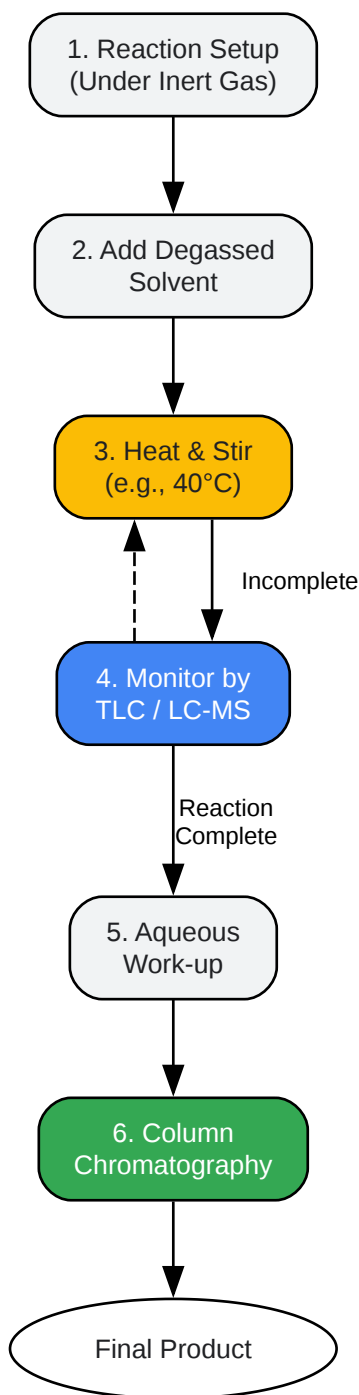 1. Reaction Setup
(Under Inert Gas)
2. Add Degassed
Solvent
3. Heat & Stir
(e.g., 40°C)
Incomplete
4. Monitor by
TLC / LC-MS
Reaction
Complete
5. Aqueous
Work-up
6. Column
Chromatography
Final Product